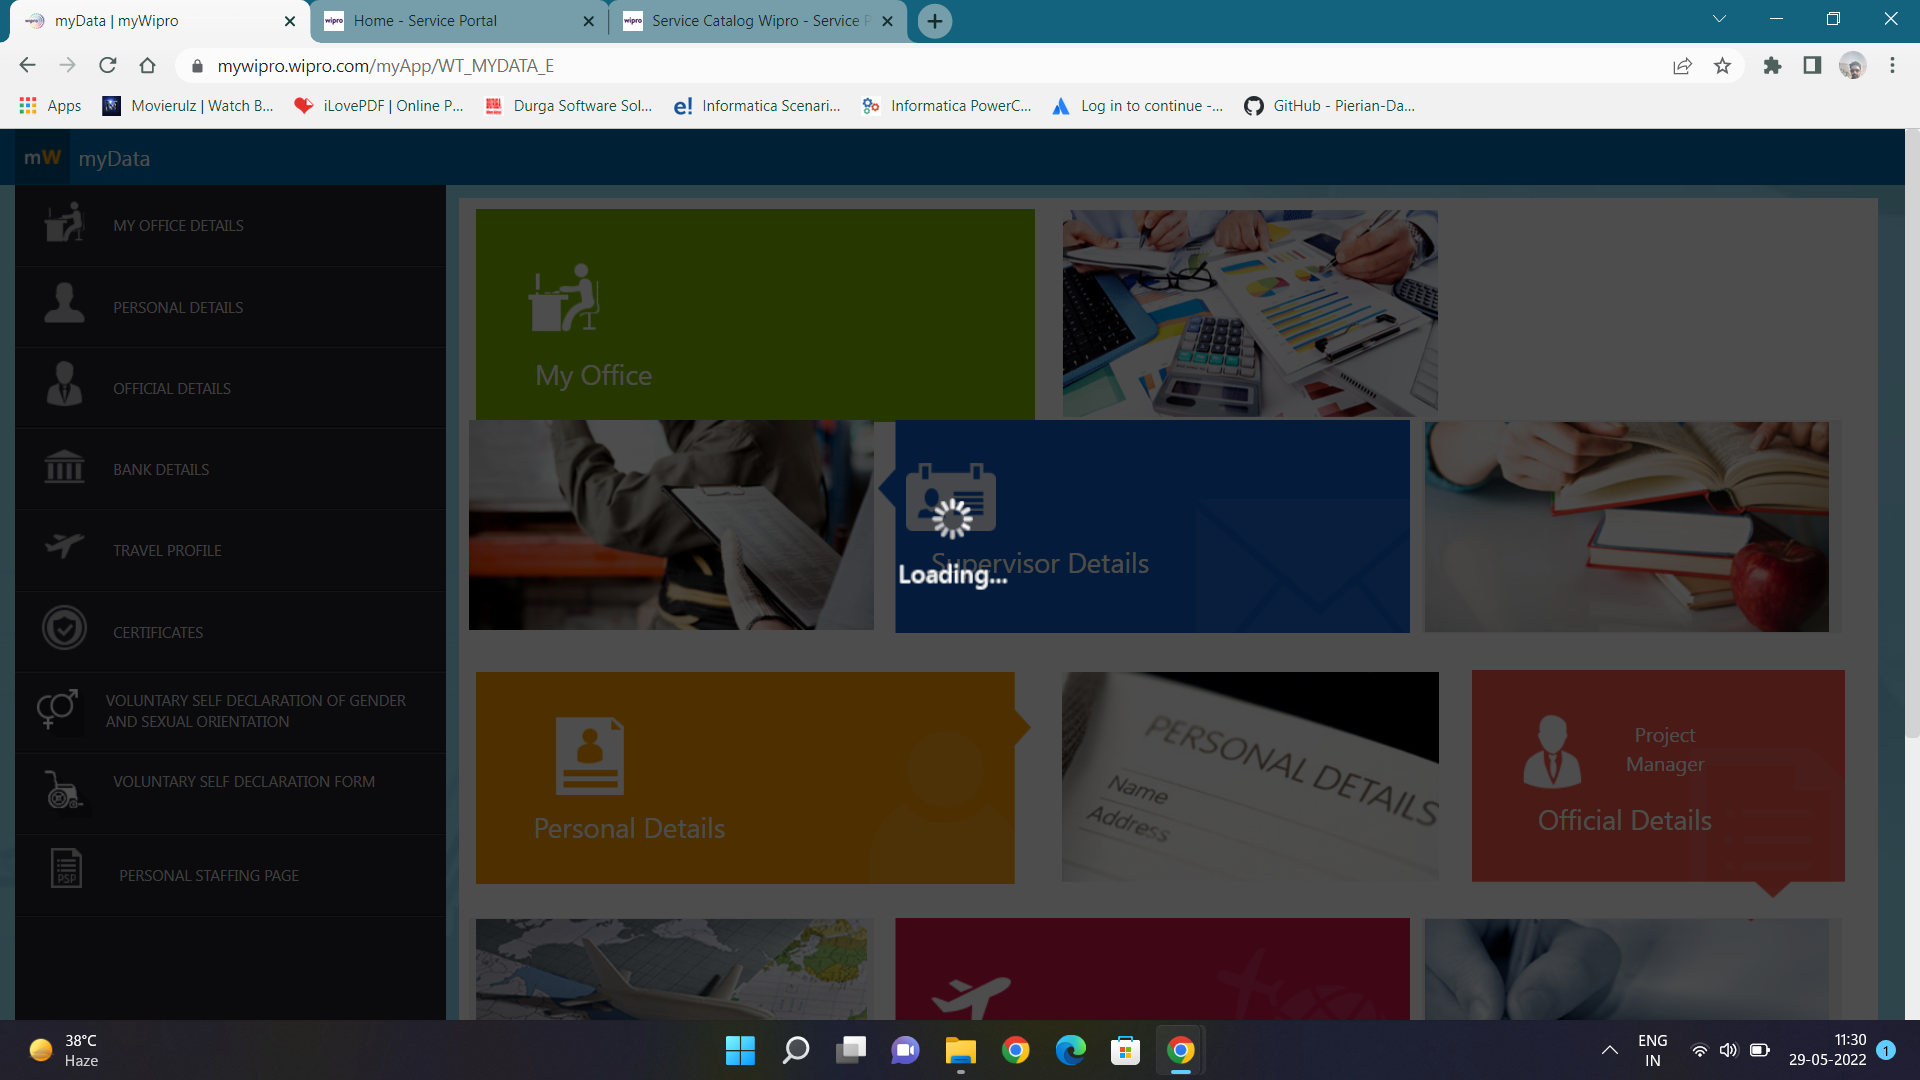 myData | myWipro
wipro
Home - Service Portal
wipro
Service Catalog Wipro - Service P
mywipro.wipro.com/myApp/WT_MYDATA_E
Apps
Movierulz | Watch B...
iLovePDF | Online P...
Durga Software Sol...
e!
Informatica Scenari...
Informatica PowerC...
Log in to continue -...
GitHub - Pierian-Da...
mW
myData
MY OFFICE DETAILS
PERSONAL DETAILS
OFFICIAL DETAILS
BANK DETAILS
TRAVEL PROFILE
CERTIFICATES
VOLUNTARY SELF DECLARATION OF GENDER
AND SEXUAL ORIENTATION
VOLUNTARY SELF DECLARATION FORM
PSP
PERSONAL STAFFING PAGE
My Office
Supervisor Details
Loading...
Personal Details
PERSONAL DETAILS
Name
Address
Project
Manager
Official Details
38°C
Haze
ENG
IN
11:30
29-05-2022
1